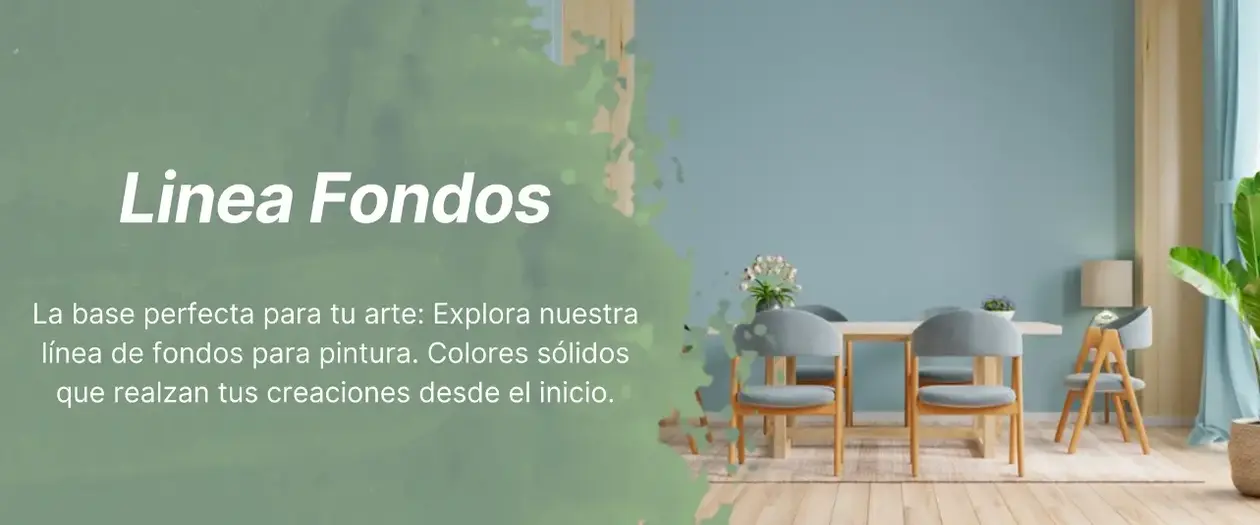 Linea Fondos
La base perfecta para tu arte: Explora nuestra
línea de fondos para pintura. Colores sólidos
que realzan tus creaciones desde el inicio.